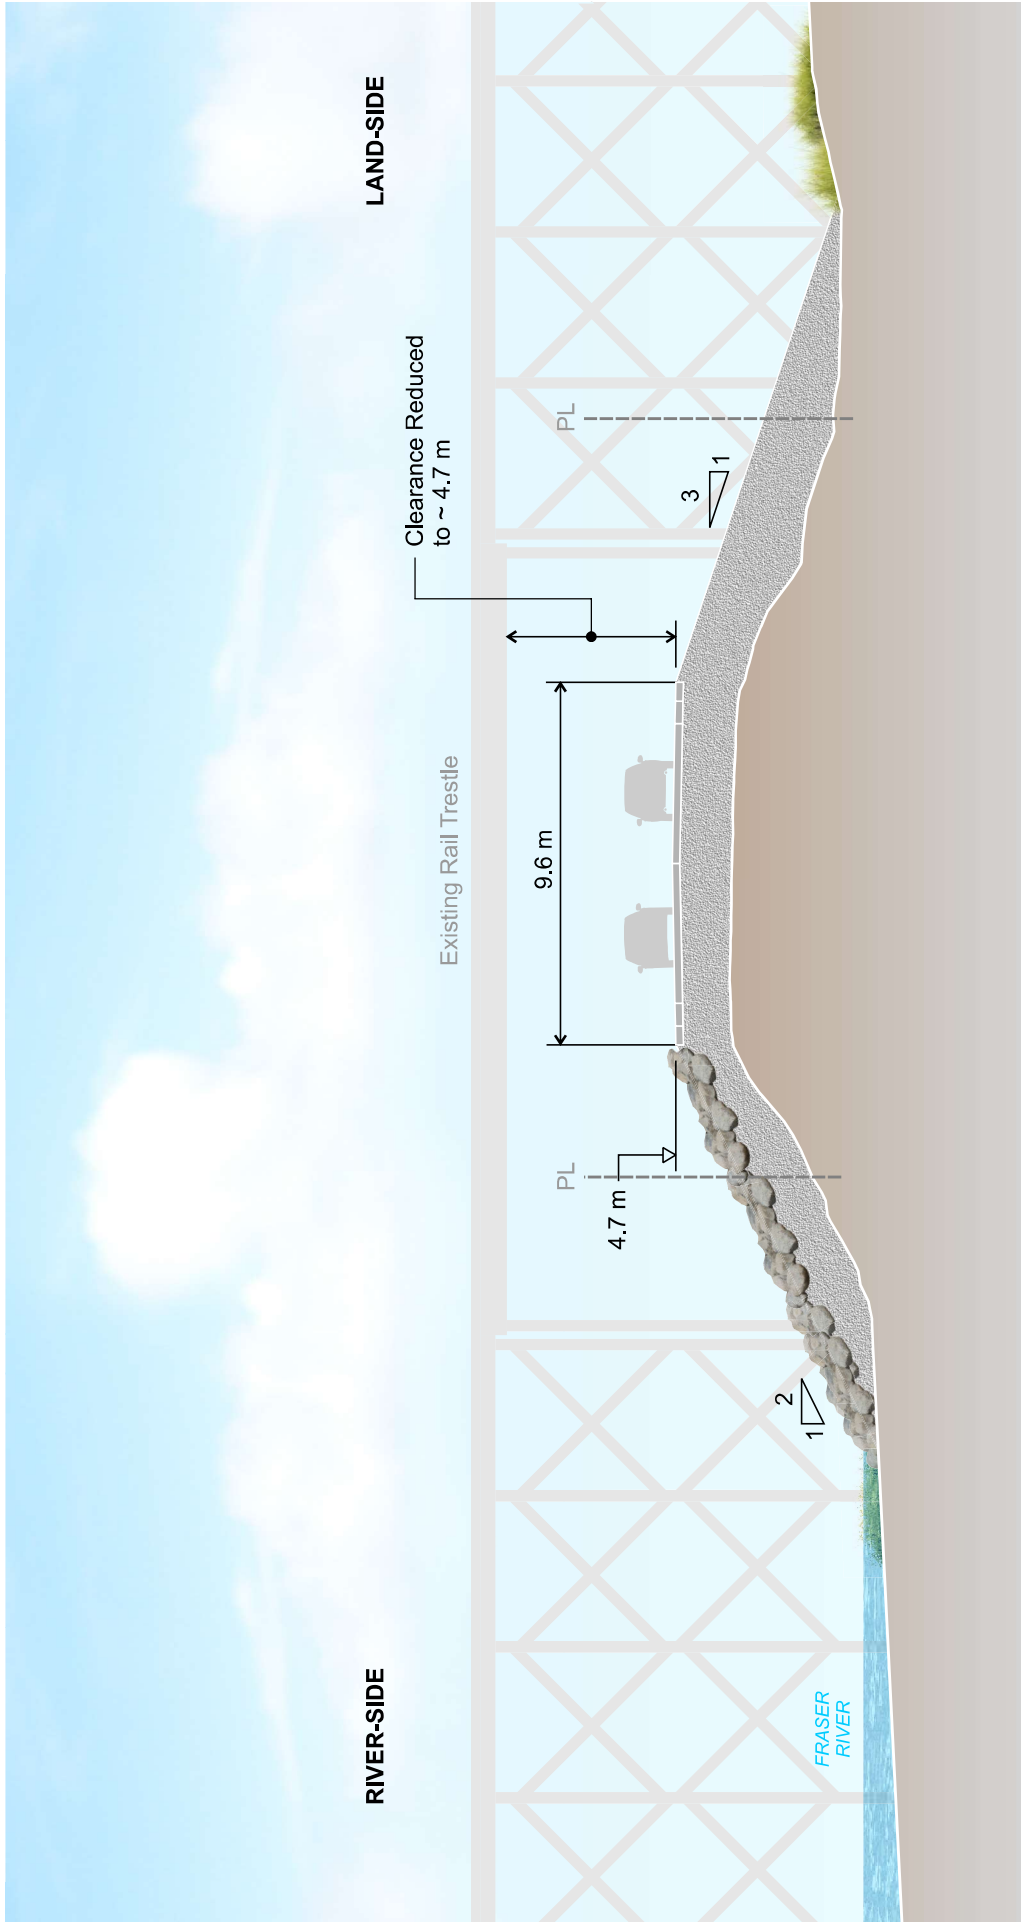 RIVER-SIDE
LAND-SIDE
Clearance Reduced
to ~ 4.7 m
Existing Rail Trestle
9.6 m
PL
PL
4.7 m
3
1
2
1
FRASER
RIVER